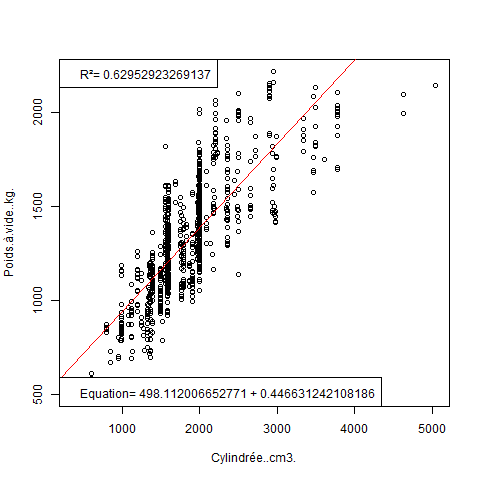 R²= 0.62952923269137
2000
1500
1000
500
Poids.à.vide..kg.
Equation= 498.112006652771 + 0.446631242108186
1000 2000 3000 4000 5000
Cylindrée..cm3.